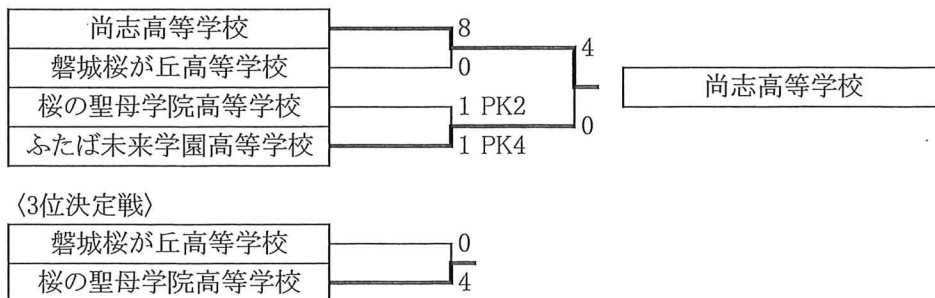 尚志高等学校 8
磐城桜が丘高等学校 0
桜の聖母学院高等学校 1 PK2
ふたば未来学園高等学校 1 PK4
4
0
尚志高等学校
〈3位決定戦〉
磐城桜が丘高等学校 0
桜の聖母学院高等学校 4